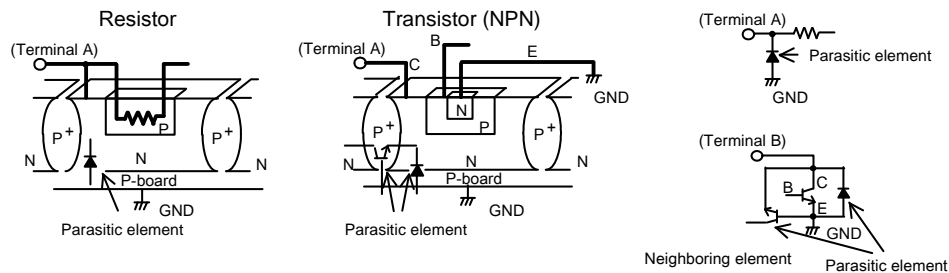 Resistor
(Terminal A)
P+
P
P+
N
N
N
P-board
GND
Parasitic element
Transistor (NPN)
(Terminal A)
B
C
E
GND
N
P+
P
P+
N
N
N
P-board
GND
Parasitic element
(Terminal A)
Parasitic element
GND
(Terminal B)
C
B
E
GND
Neighboring element
Parasitic element